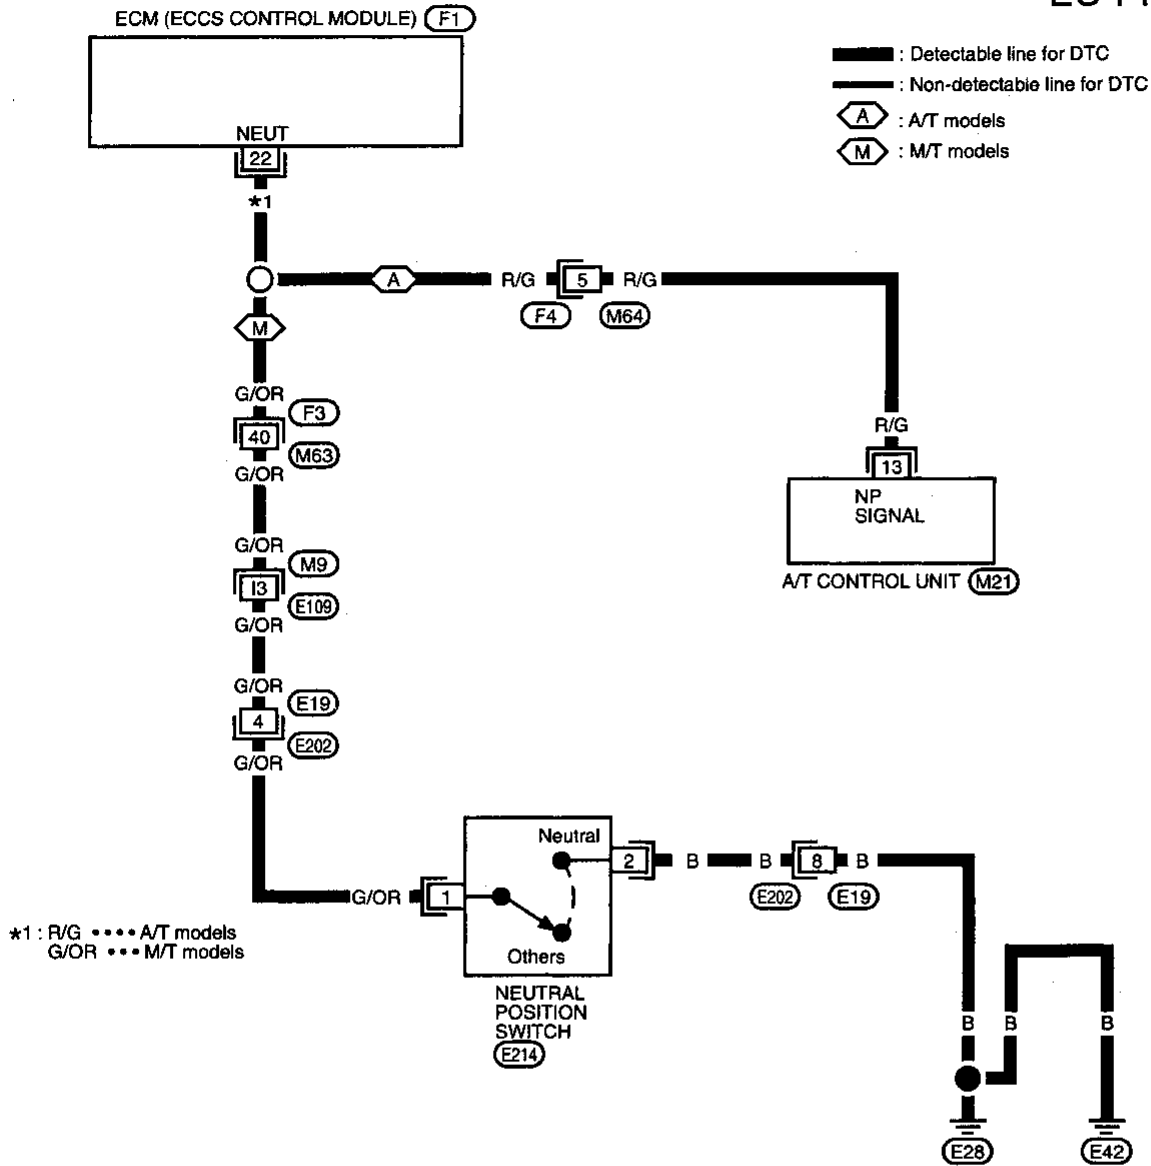 ECM (ECCS CONTROL MODULE) F1
: Detectable line for DTC
: Non-detectable line for DTC
A : A/T models
M : M/T models
NEUT
22
*1
A R/G 5 R/G
F4 M64
M
G/OR
F3
40
M63
G/OR
R/G
13
NP
SIGNAL
A/T CONTROL UNIT M21
G/OR
M9
I3
E109
G/OR
G/OR
E19
4
E202
G/OR
Neutral
2 B B 8 B
E202 E19
G/OR 1
Others
*1 : R/G •••• A/T models
G/OR ••• M/T models
NEUTRAL
POSITION
SWITCH
E214
B B B
E28 E42